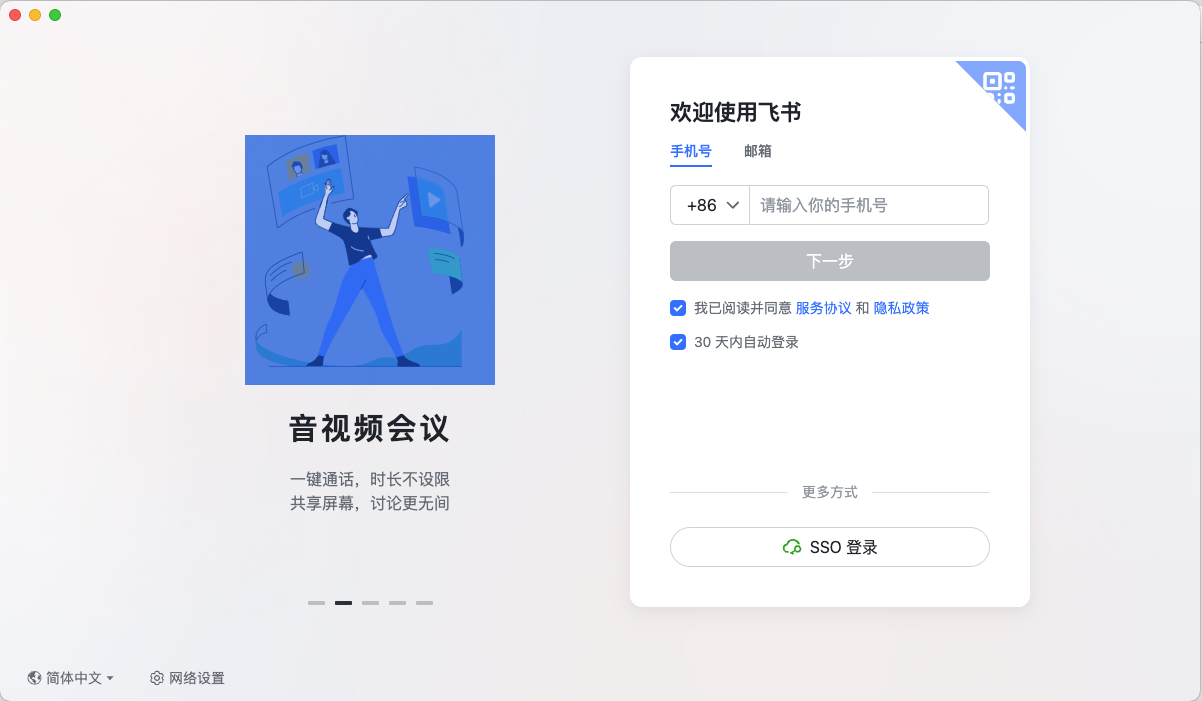 欢迎使用飞书
手机号 邮箱
+86 请输入你的手机号
下一步
我已阅读并同意 服务协议 和 隐私政策
30 天内自动登录
更多方式
SSO 登录
音视频会议
一键通话，时长不设限
共享屏幕，讨论更无间
简体中文 网络设置